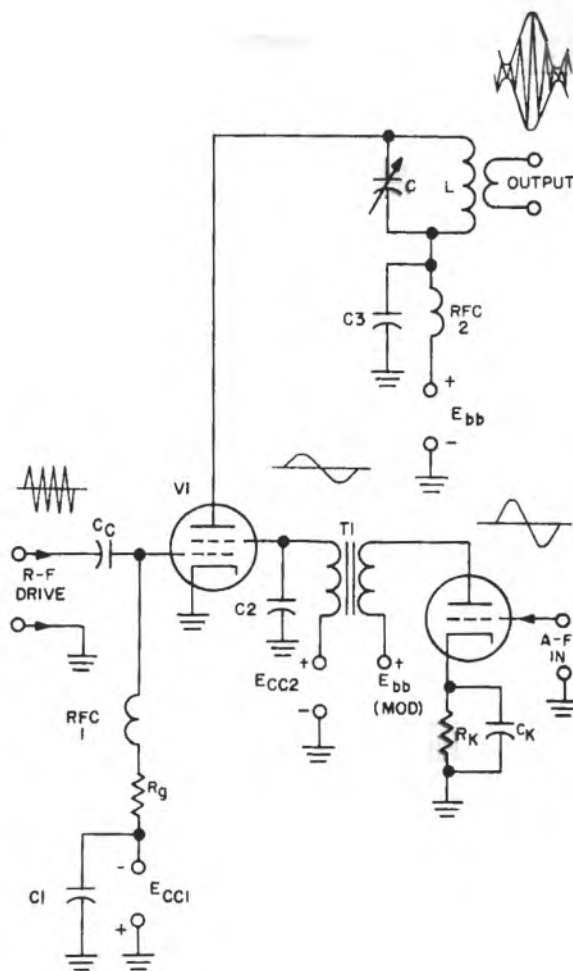 C
L
OUTPUT
C3
RFC
2
+
Ebb
-
V1
T1
CC
R-F
DRIVE
C2
+
ECC2
-
+
Ebb
(MOD)
A-F
IN
RK
CK
RFC
1
Rg
C1
-
ECC1
+